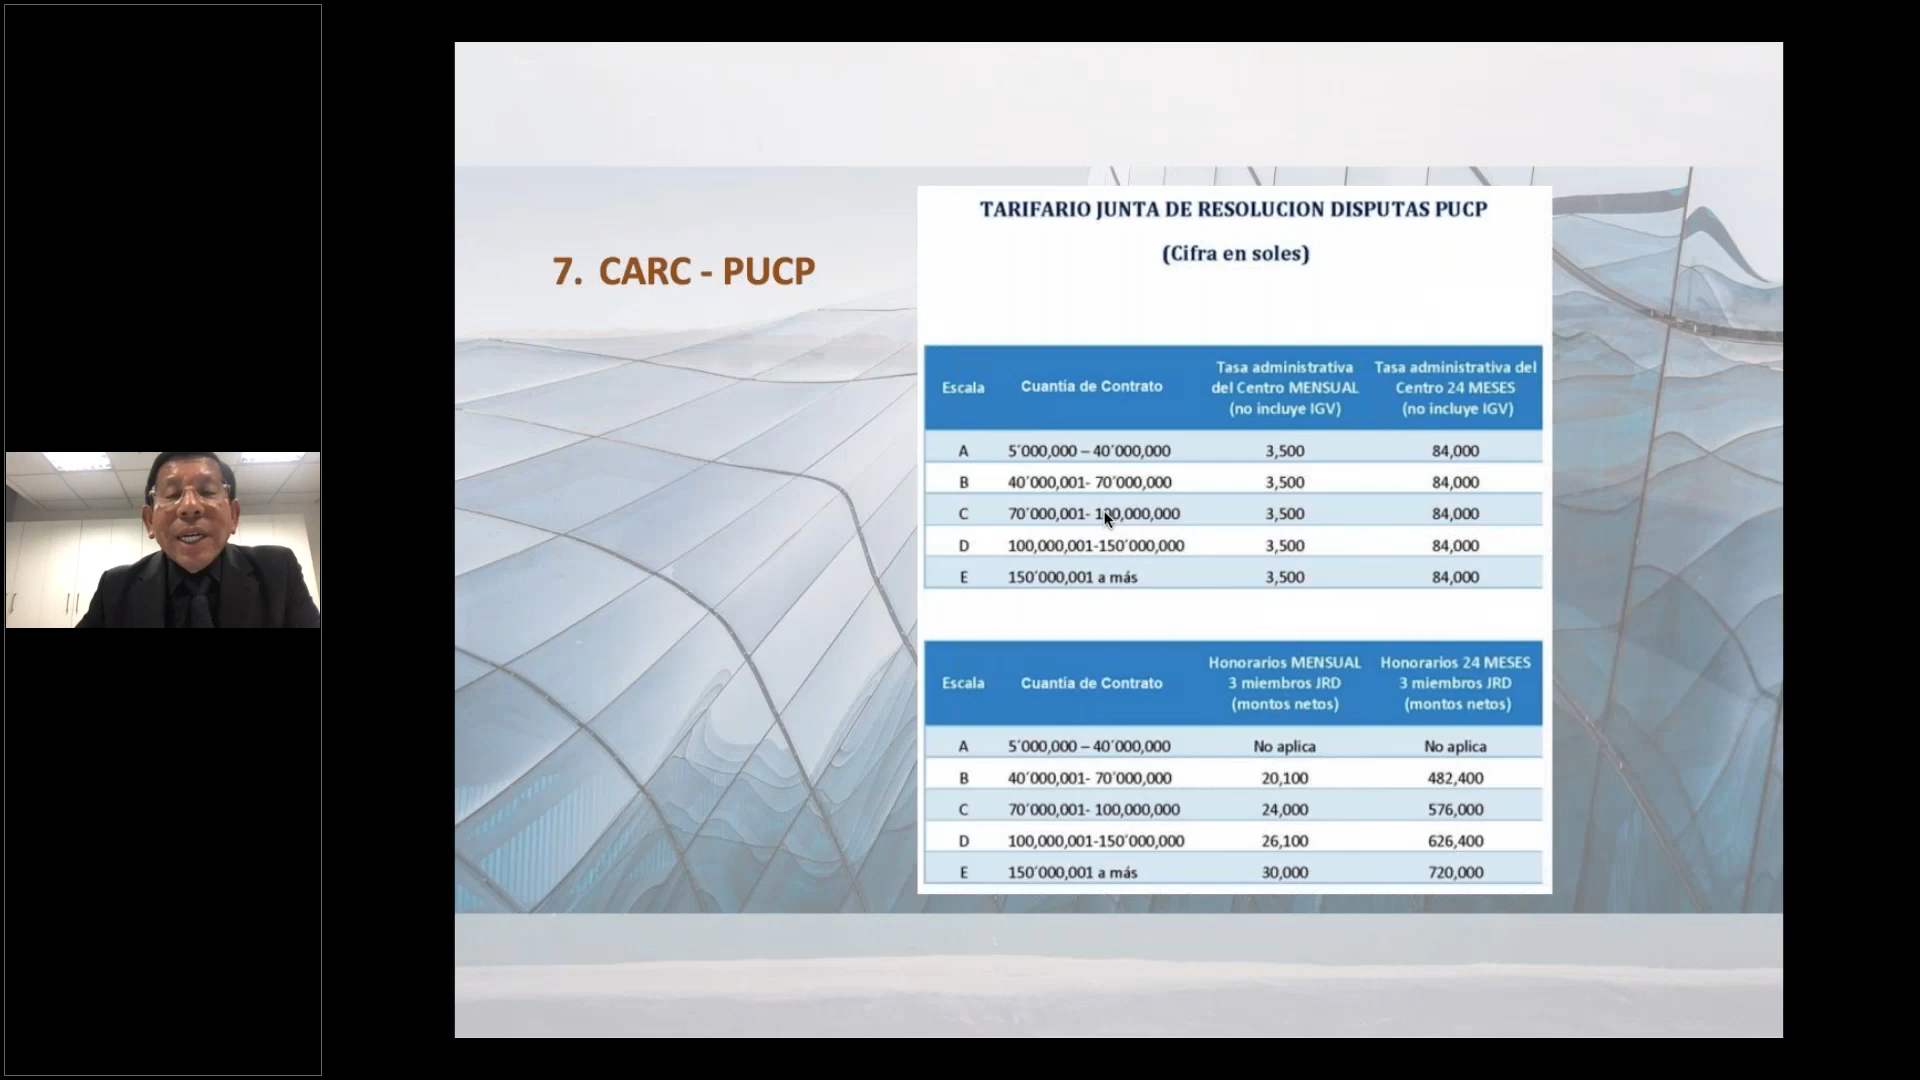 7. CARC - PUCP
TARIFARIO JUNTA DE RESOLUCION DISPUTAS PUCP
(Cifra en soles)
Escala Cuantía de Contrato Tasa administrativa del Centro MENSUAL (no incluye IGV) Tasa administrativa del Centro 24 MESES (no incluye IGV)
A 5´000,000 – 40´000,000 3,500 84,000
B 40´000,001- 70´000,000 3,500 84,000
C 70´000,001- 100,000,000 3,500 84,000
D 100,000,001-150´000,000 3,500 84,000
E 150´000,001 a más 3,500 84,000
Escala Cuantía de Contrato Honorarios MENSUAL 3 miembros JRD (montos netos) Honorarios 24 MESES 3 miembros JRD (montos netos)
A 5´000,000 – 40´000,000 No aplica No aplica
B 40´000,001- 70´000,000 20,100 482,400
C 70´000,001- 100,000,000 24,000 576,000
D 100,000,001-150´000,000 26,100 626,400
E 150´000,001 a más 30,000 720,000